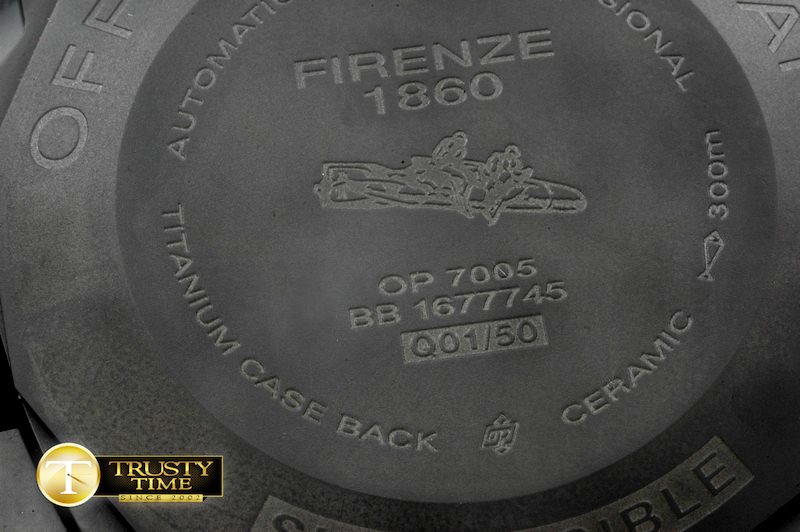 OFF
AUTOMATIC
FIRENZE
1860
300m
OP 7005
BB 1677745
Q01/50
TITANIUM CASE BACK
OP
CERAMIC
TRUSTY
TIME
SINCE 2002